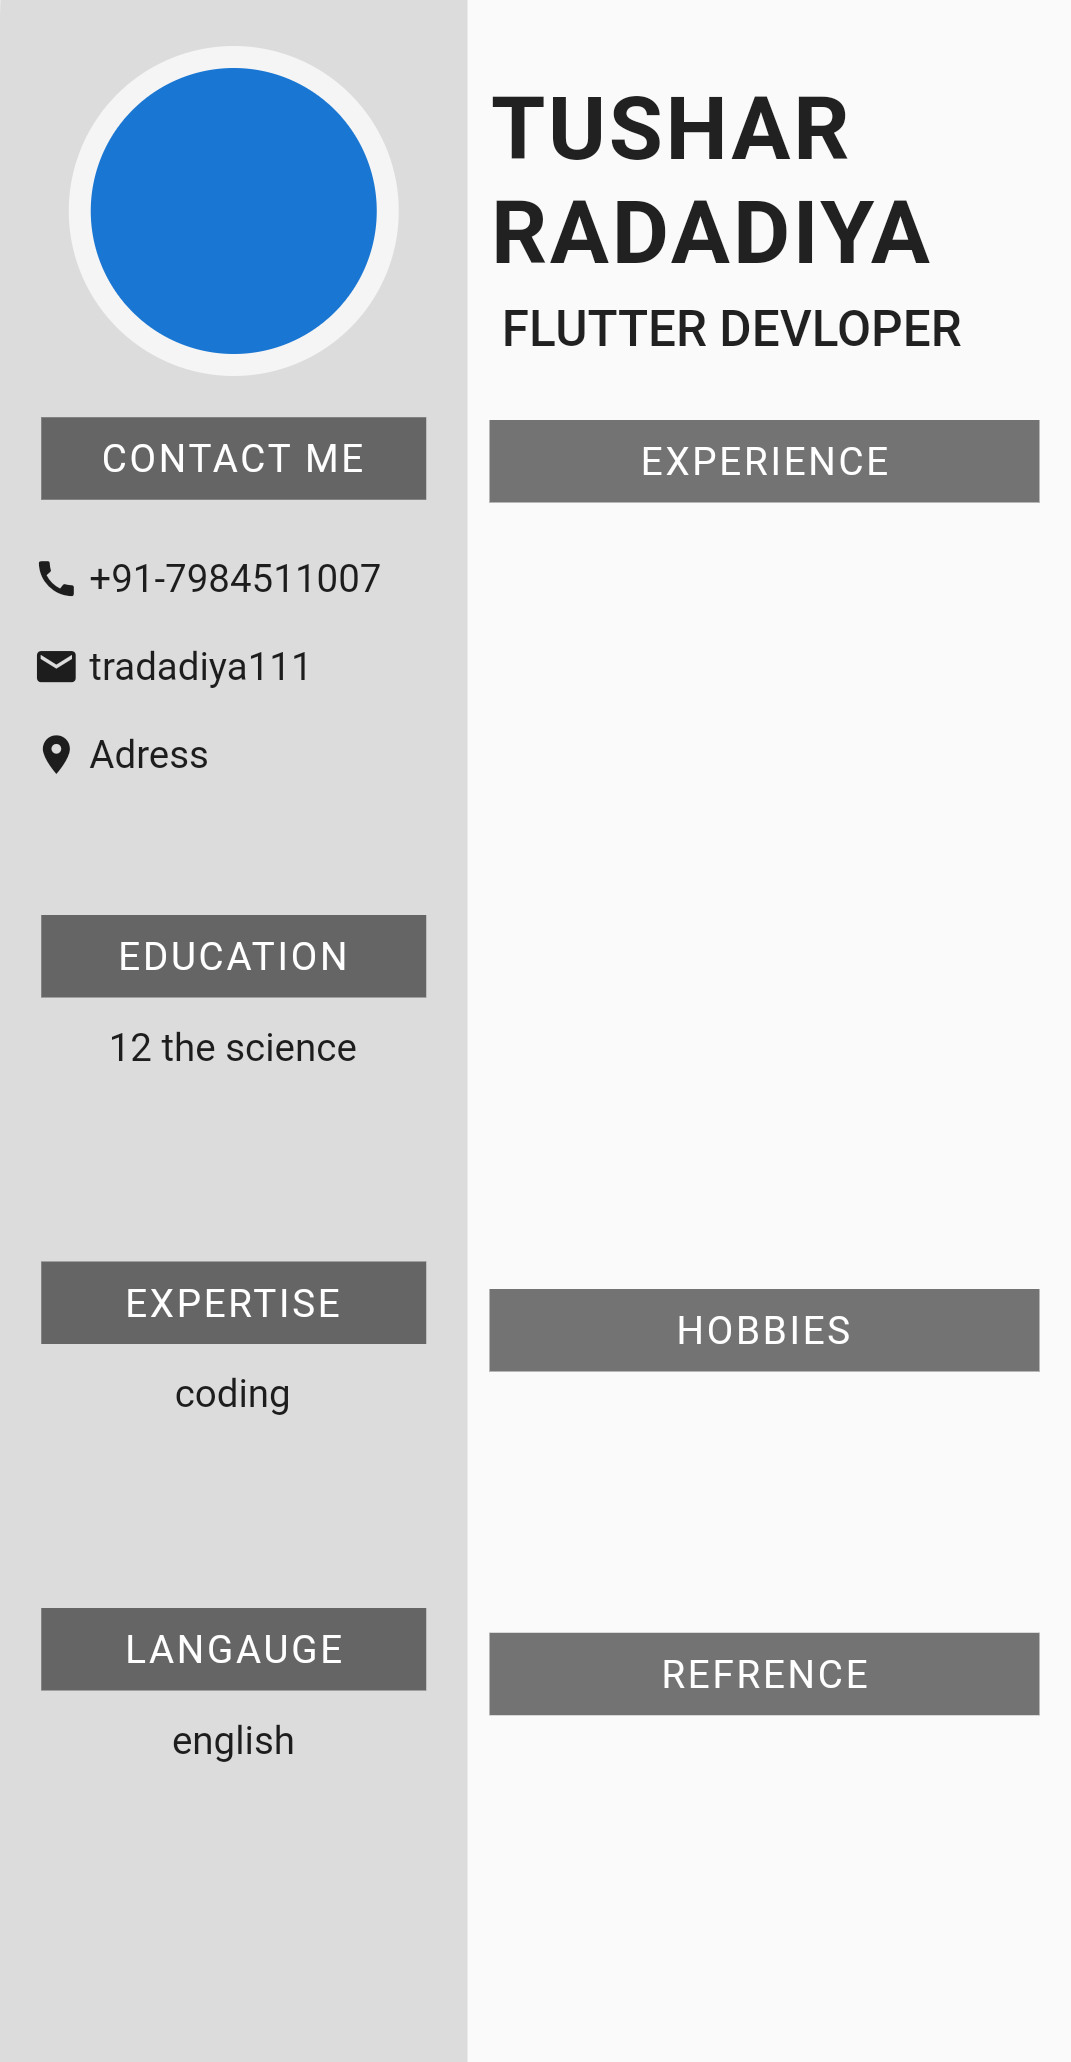 TUSHAR
RADADIYA
FLUTTER DEVLOPER
CONTACT ME
+91-7984511007
tradadiya111
Adress
EDUCATION
12 the science
EXPERTISE
coding
LANGAUGE
english
EXPERIENCE
HOBBIES
REFRENCE